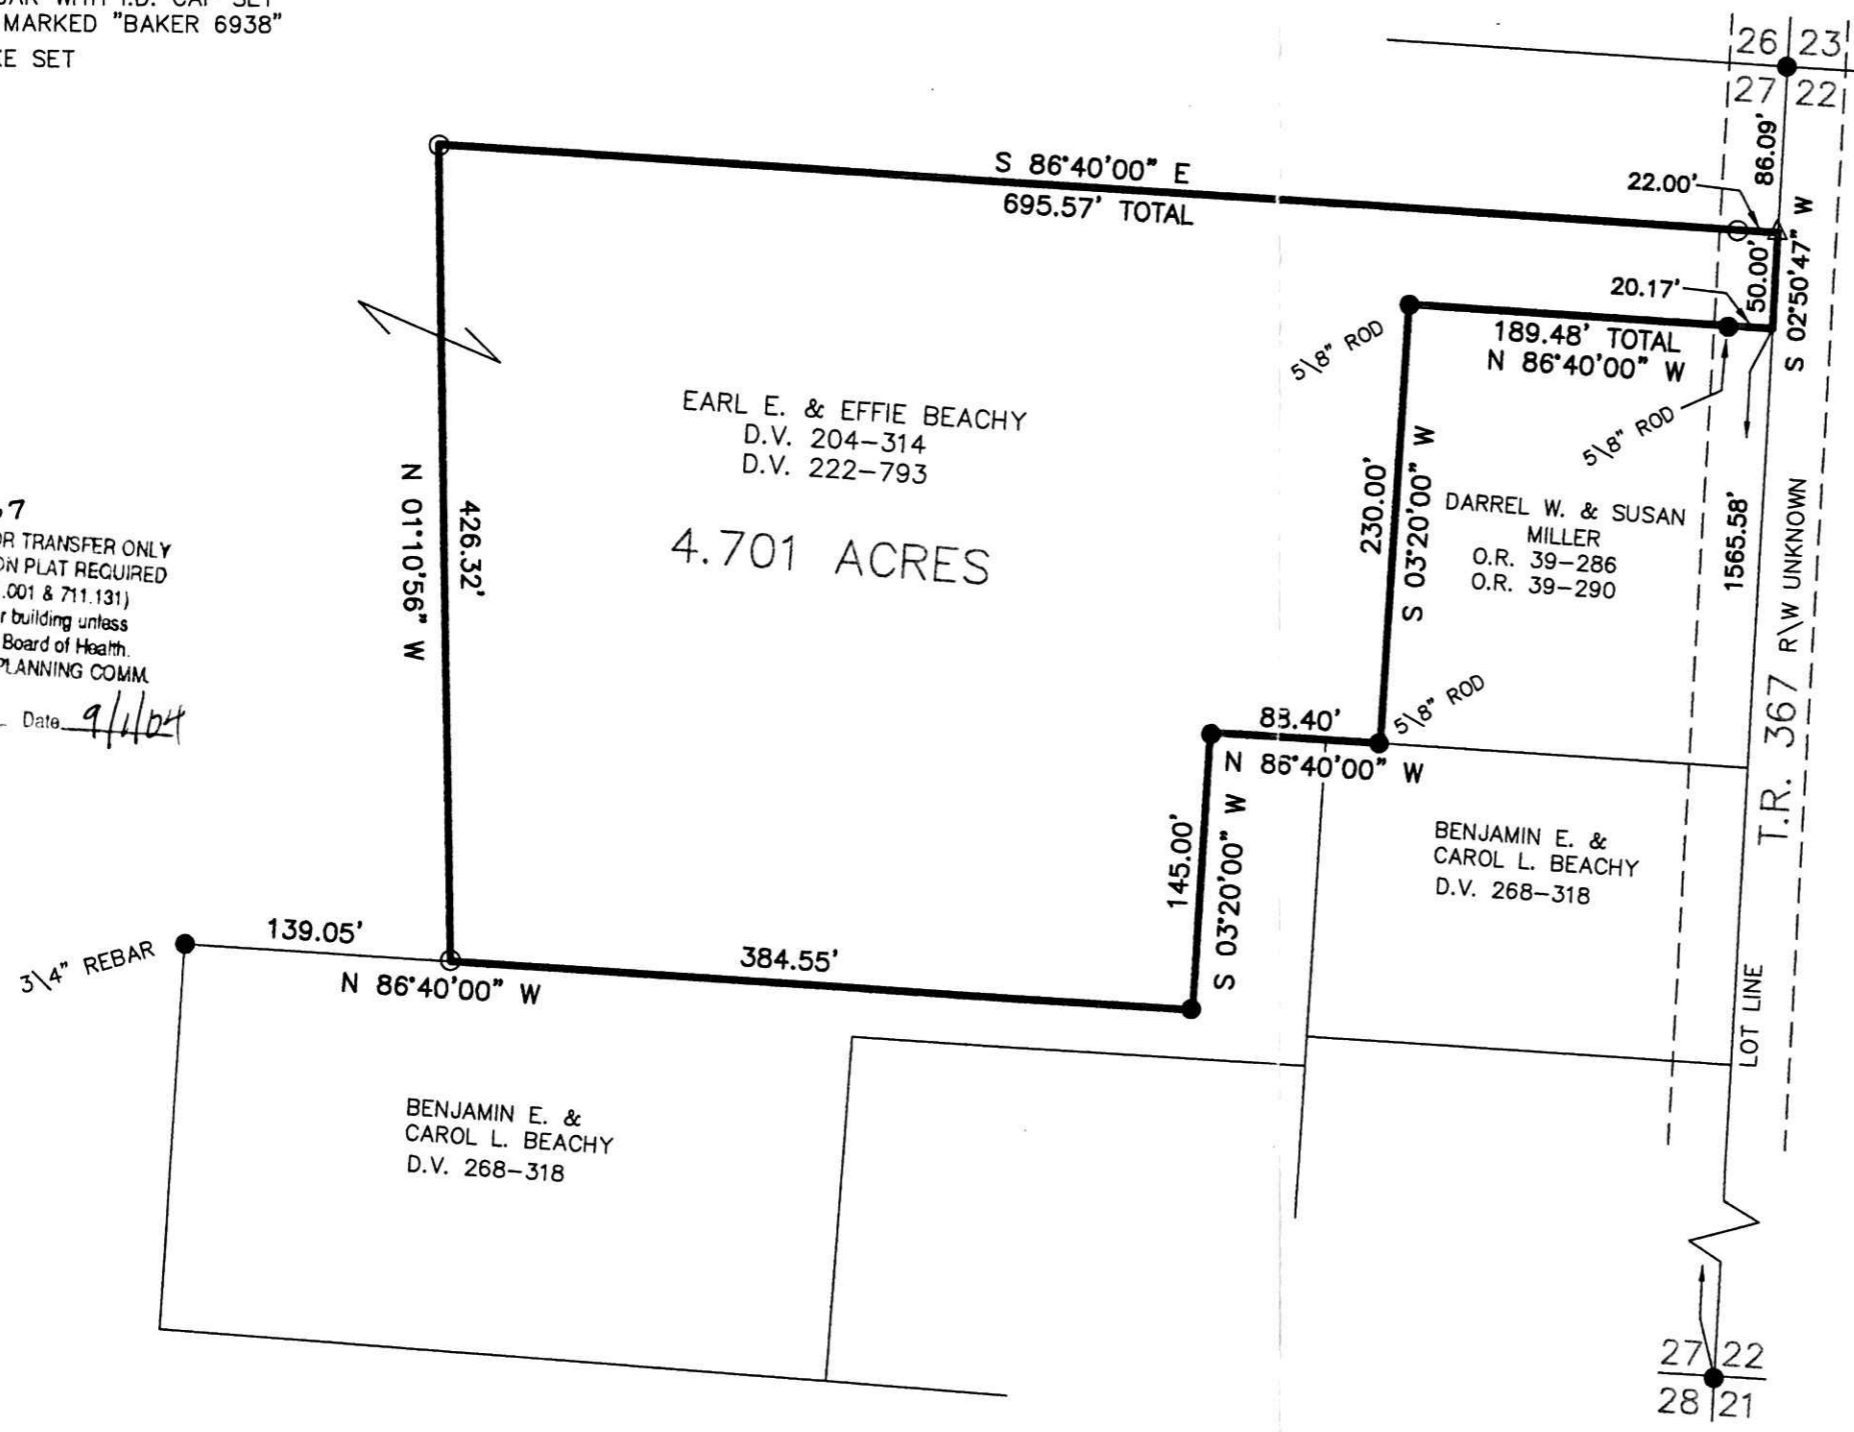 WITH I.D. CAP SET
MARKED "BAKER 6938"
SET
26 23
27 22
86.09'
S 86°40'00" E
695.57' TOTAL
22.00'
50.00'
S 02°50'47" W
20.17'
189.48' TOTAL
N 86°40'00" W
5\8" ROD
5\8" ROD
EARL E. & EFFIE BEACHY
D.V. 204-314
D.V. 222-793
4.701 ACRES
N 01°10'56" W
426.32'
230.00'
S 03°20'00" W
DARREL W. & SUSAN
MILLER
O.R. 39-286
O.R. 39-290
1565.58'
T.R. 367 R\W UNKNOWN
TRANSFER ONLY
PLAT REQUIRED
.001 & 711.131)
building unless
Board of Health.
PLANNING COMM.
Date 9/1/04
5\8" ROD
N 86°40'00" W
145.00'
S 03°20'00" W
BENJAMIN E. &
CAROL L. BEACHY
D.V. 268-318
3\4" REBAR
139.05'
384.55'
N 86°40'00" W
LOT LINE
BENJAMIN E. &
CAROL L. BEACHY
D.V. 268-318
27 22
28 21